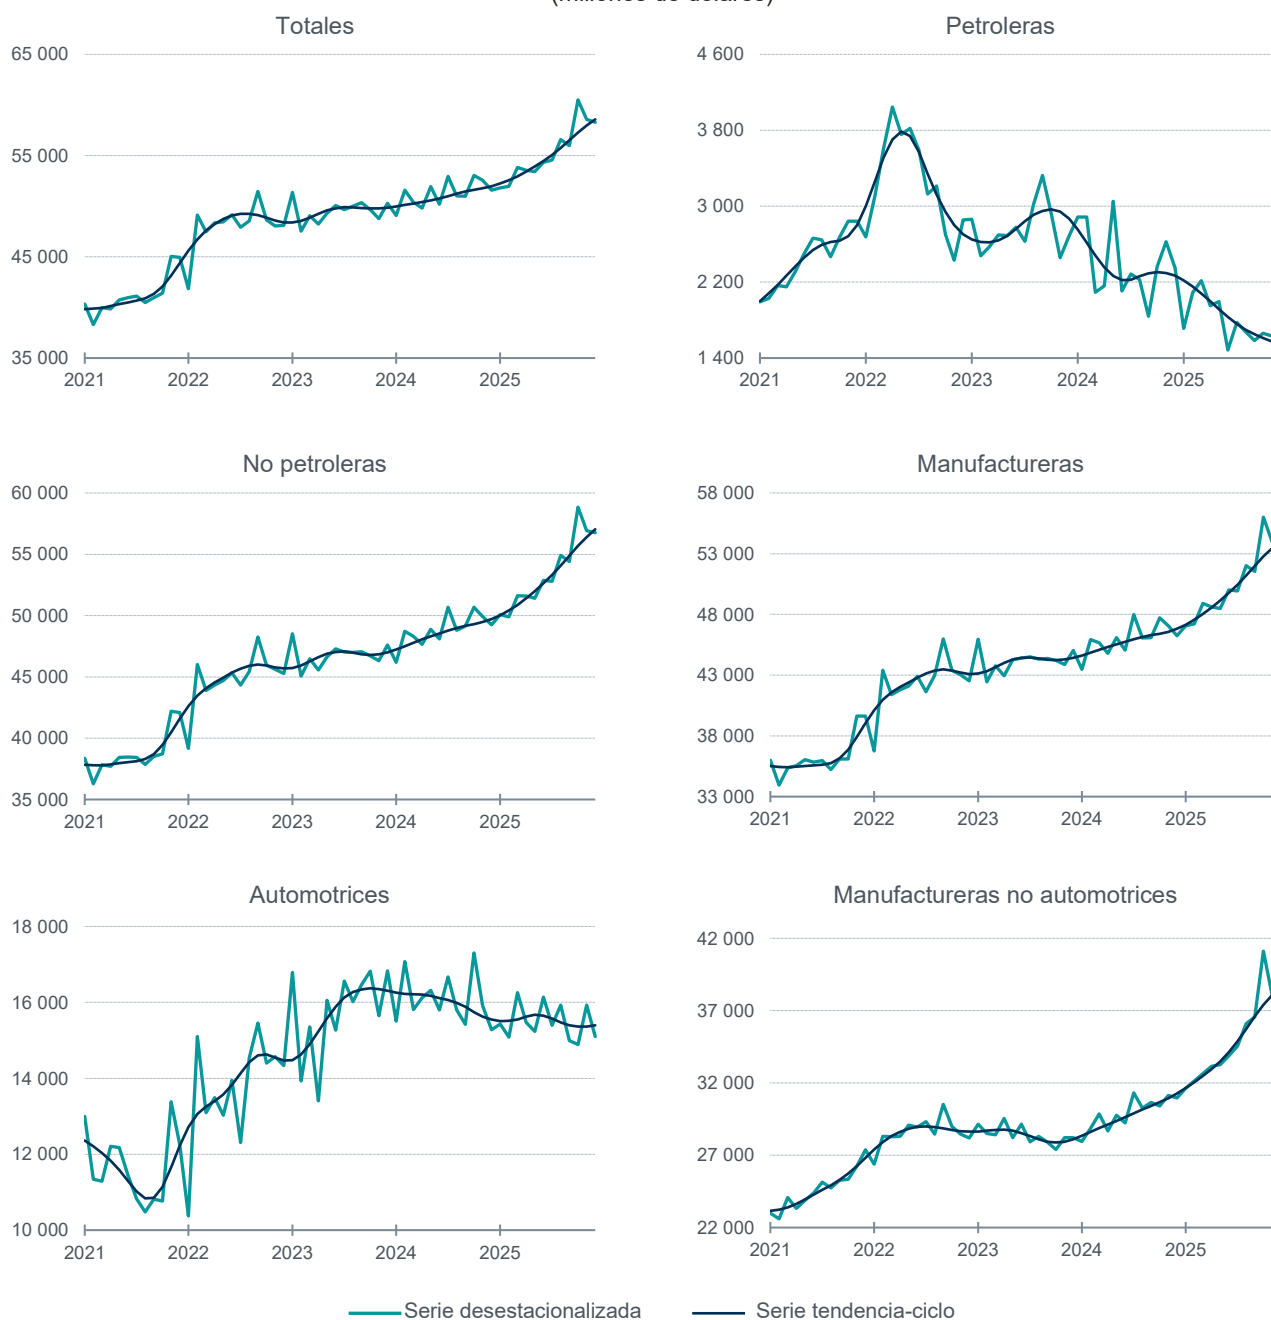 (millones de dólares)
Totales
65 000
55 000
45 000
35 000
2021 2022 2023 2024 2025
Petroleras
4 600
3 800
3 000
2 200
1 400
2021 2022 2023 2024 2025
No petroleras
60 000
55 000
50 000
45 000
40 000
35 000
2021 2022 2023 2024 2025
Manufactureras
58 000
53 000
48 000
43 000
38 000
33 000
2021 2022 2023 2024 2025
Automotrices
18 000
16 000
14 000
12 000
10 000
2021 2022 2023 2024 2025
Manufactureras no automotrices
42 000
37 000
32 000
27 000
22 000
2021 2022 2023 2024 2025
Serie desestacionalizada Serie tendencia-ciclo